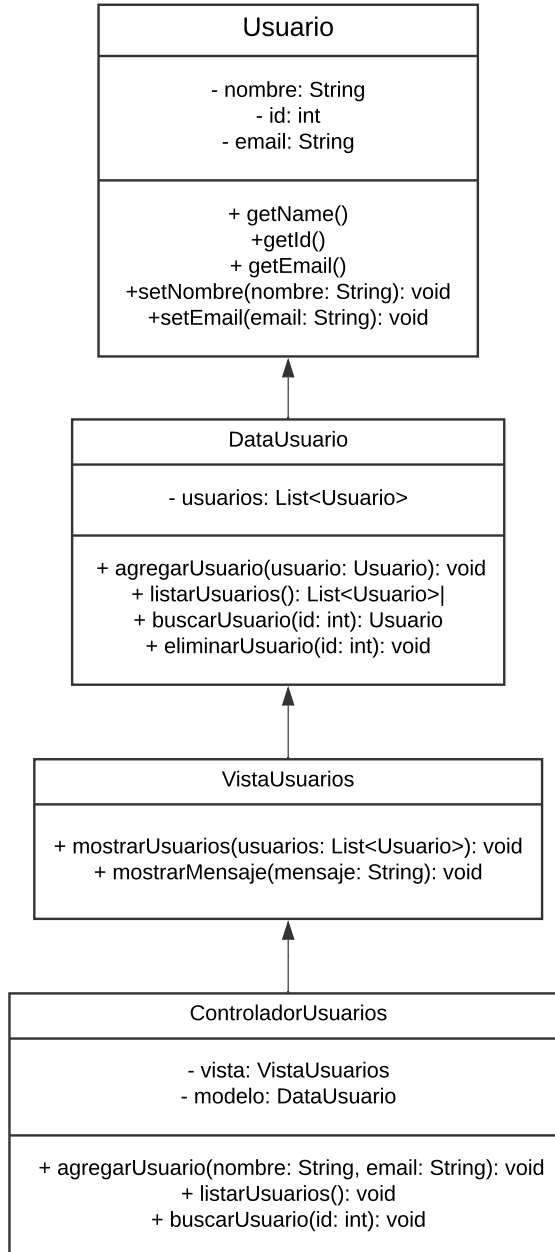 Usuario
- nombre: String
- id: int
- email: String
+ getName()
+getId()
+ getEmail()
+setNombre(nombre: String): void
+setEmail(email: String): void
DataUsuario
- usuarios: List<Usuario>
+ agregarUsuario(usuario: Usuario): void
+ listarUsuarios(): List<Usuario>|
+ buscarUsuario(id: int): Usuario
+ eliminarUsuario(id: int): void
VistaUsuarios
+ mostrarUsuarios(usuarios: List<Usuario>): void
+ mostrarMensaje(mensaje: String): void
ControladorUsuarios
- vista: VistaUsuarios
- modelo: DataUsuario
+ agregarUsuario(nombre: String, email: String): void
+ listarUsuarios(): void
+ buscarUsuario(id: int): void